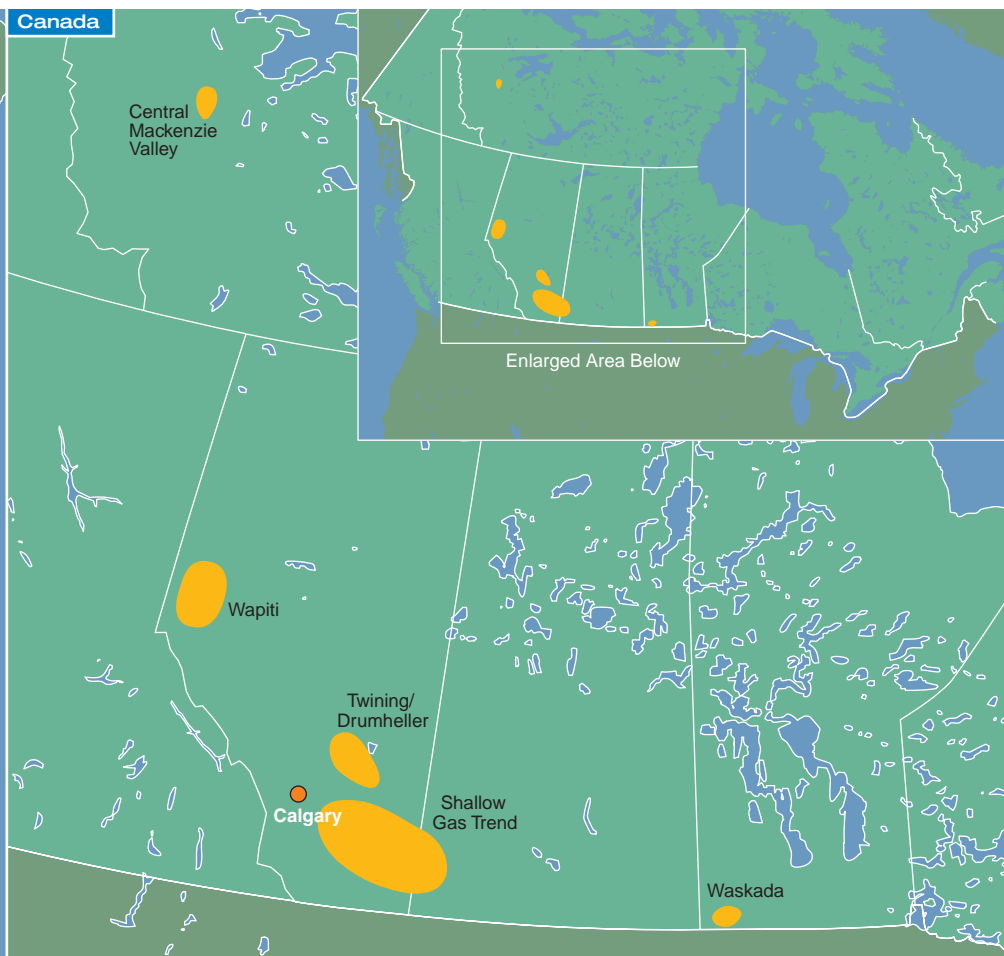 Canada
Central
Mackenzie
Valley
Enlarged Area Below
Wapiti
Twining/
Drumheller
Calgary
Shallow
Gas Trend
Waskada